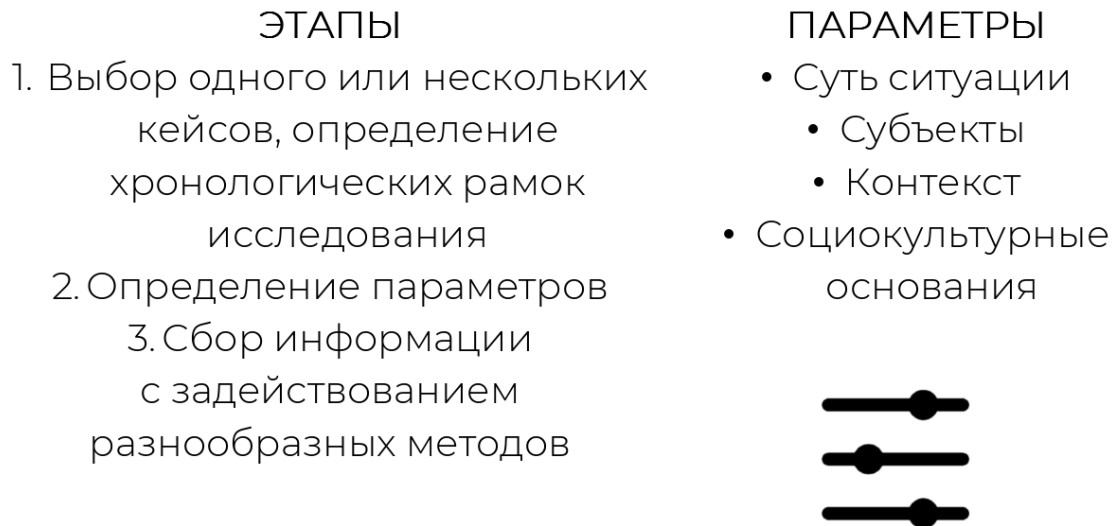 ЭТАПЫ
1. Выбор одного или нескольких
кейсов, определение
хронологических рамок
исследования
2. Определение параметров
3. Сбор информации
с задействованием
разнообразных методов
ПАРАМЕТРЫ
• Суть ситуации
• Субъекты
• Контекст
• Социокультурные
основания